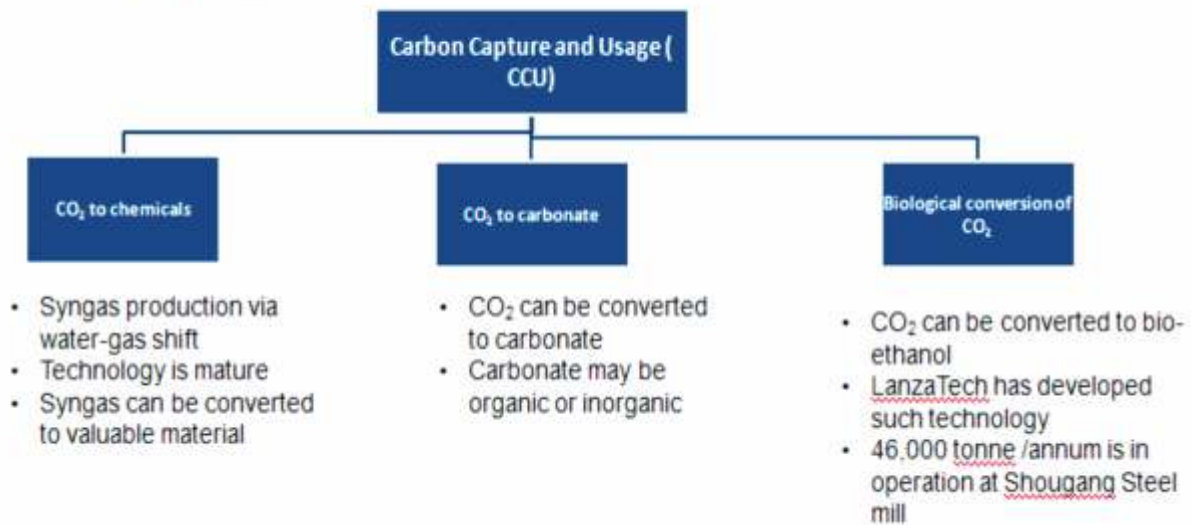 Carbon Capture and Usage (
CCU)
CO₂ to chemicals
• Syngas production via
water-gas shift
• Technology is mature
• Syngas can be converted
to valuable material
CO₂ to carbonate
• CO₂ can be converted
to carbonate
• Carbonate may be
organic or inorganic
Biological conversion of
CO₂
• CO₂ can be converted to bio-
ethanol
• LanzaTech has developed
such technology
• 46,000 tonne /annum is in
operation at Shougang Steel
mill